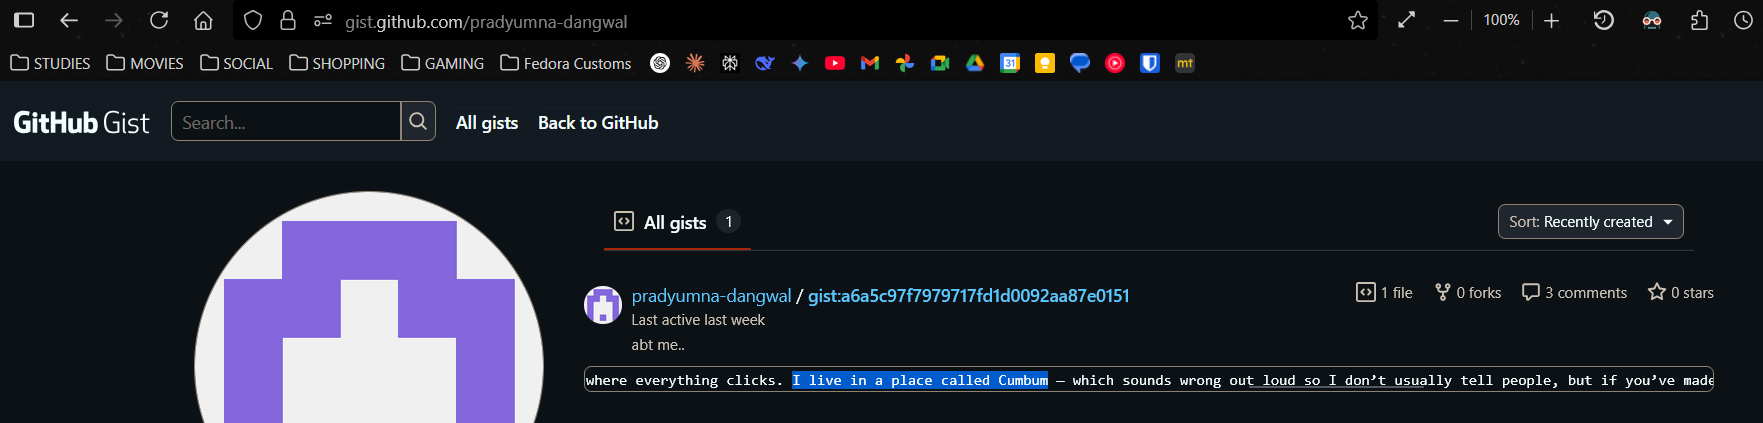 gist.github.com/pradyumna-dangwal
100%
STUDIES MOVIES SOCIAL SHOPPING GAMING Fedora Customs
31
mt
GitHub Gist
Search...
All gists
Back to GitHub
All gists 1
Sort: Recently created
pradyumna-dangwal / gist:a6a5c97f7979717fd1d0092aa87e0151
1 file 0 forks 3 comments 0 stars
Last active last week
abt me..
where everything clicks. I live in a place called Cumbum — which sounds wrong out loud so I don’t usually tell people, but if you’ve made